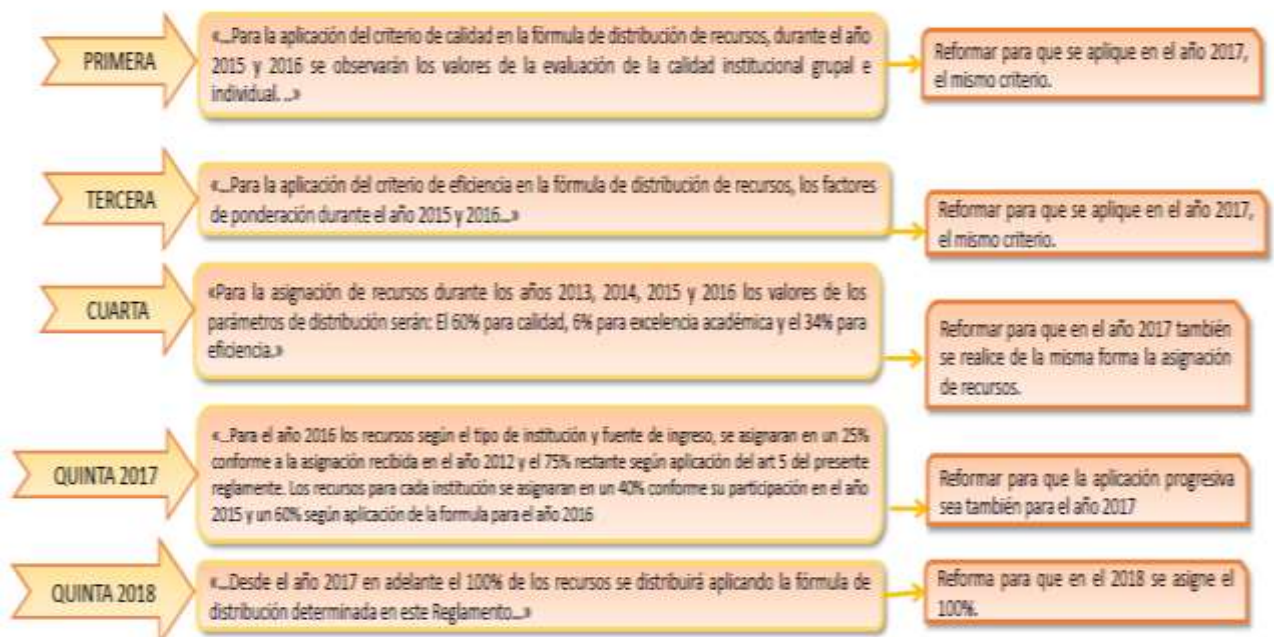 PRIMERA
«...Para la aplicación del criterio de calidad en la fórmula de distribución de recursos, durante el año
2015 y 2016 se observarán los valores de la evaluación de la calidad institucional grupal e
individual. ...»
Reformar para que se aplique en el año 2017,
el mismo criterio.
TERCERA
«...Para la aplicación del criterio de eficiencia en la fórmula de distribución de recursos, los factores
de ponderación durante el año 2015 y 2016...»
Reformar para que se aplique en el año 2017,
el mismo criterio.
CUARTA
«Para la asignación de recursos durante los años 2013, 2014, 2015 y 2016 los valores de los
parámetros de distribución serán: El 60% para calidad, 6% para excelencia académica y el 34% para
eficiencia.»
Reformar para que en el año 2017 también
se realice de la misma forma la asignación
de recursos.
QUINTA 2017
«...Para el año 2016 los recursos según el tipo de institución y fuente de ingreso, se asignaran en un 25%
conforme a la asignación recibida en el año 2012 y el 75% restante según aplicación del art 5 del presente
reglamente. Los recursos para cada institución se asignaran en un 40% conforme su participación en el año
2015 y un 60% según aplicación de la formula para el año 2016
Reformar para que la aplicación progresiva
sea también para el año 2017
QUINTA 2018
«...Desde el año 2017 en adelante el 100% de los recursos se distribuirá aplicando la fórmula de
distribución determinada en este Reglamento...»
Reforma para que en el 2018 se asigne el
100%.